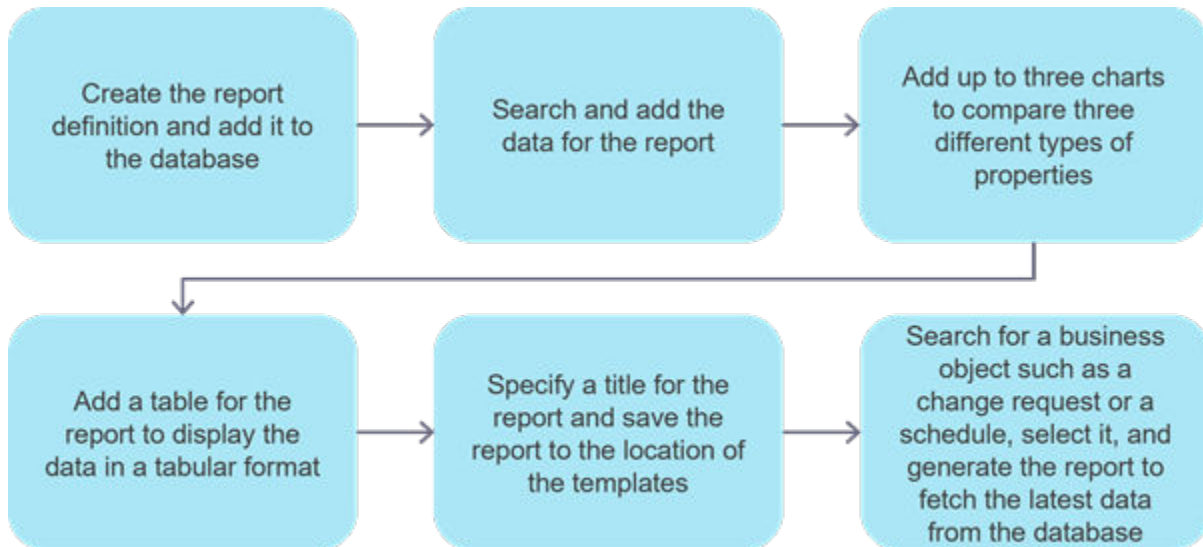 Create the report
definition and add it to
the database
Search and add the
data for the report
Add up to three charts
to compare three
different types of
properties
Add a table for the
report to display the
data in a tabular format
Specify a title for the
report and save the
report to the location of
the templates
Search for a business
object such as a
change request or a
schedule, select it, and
generate the report to
fetch the latest data
from the database